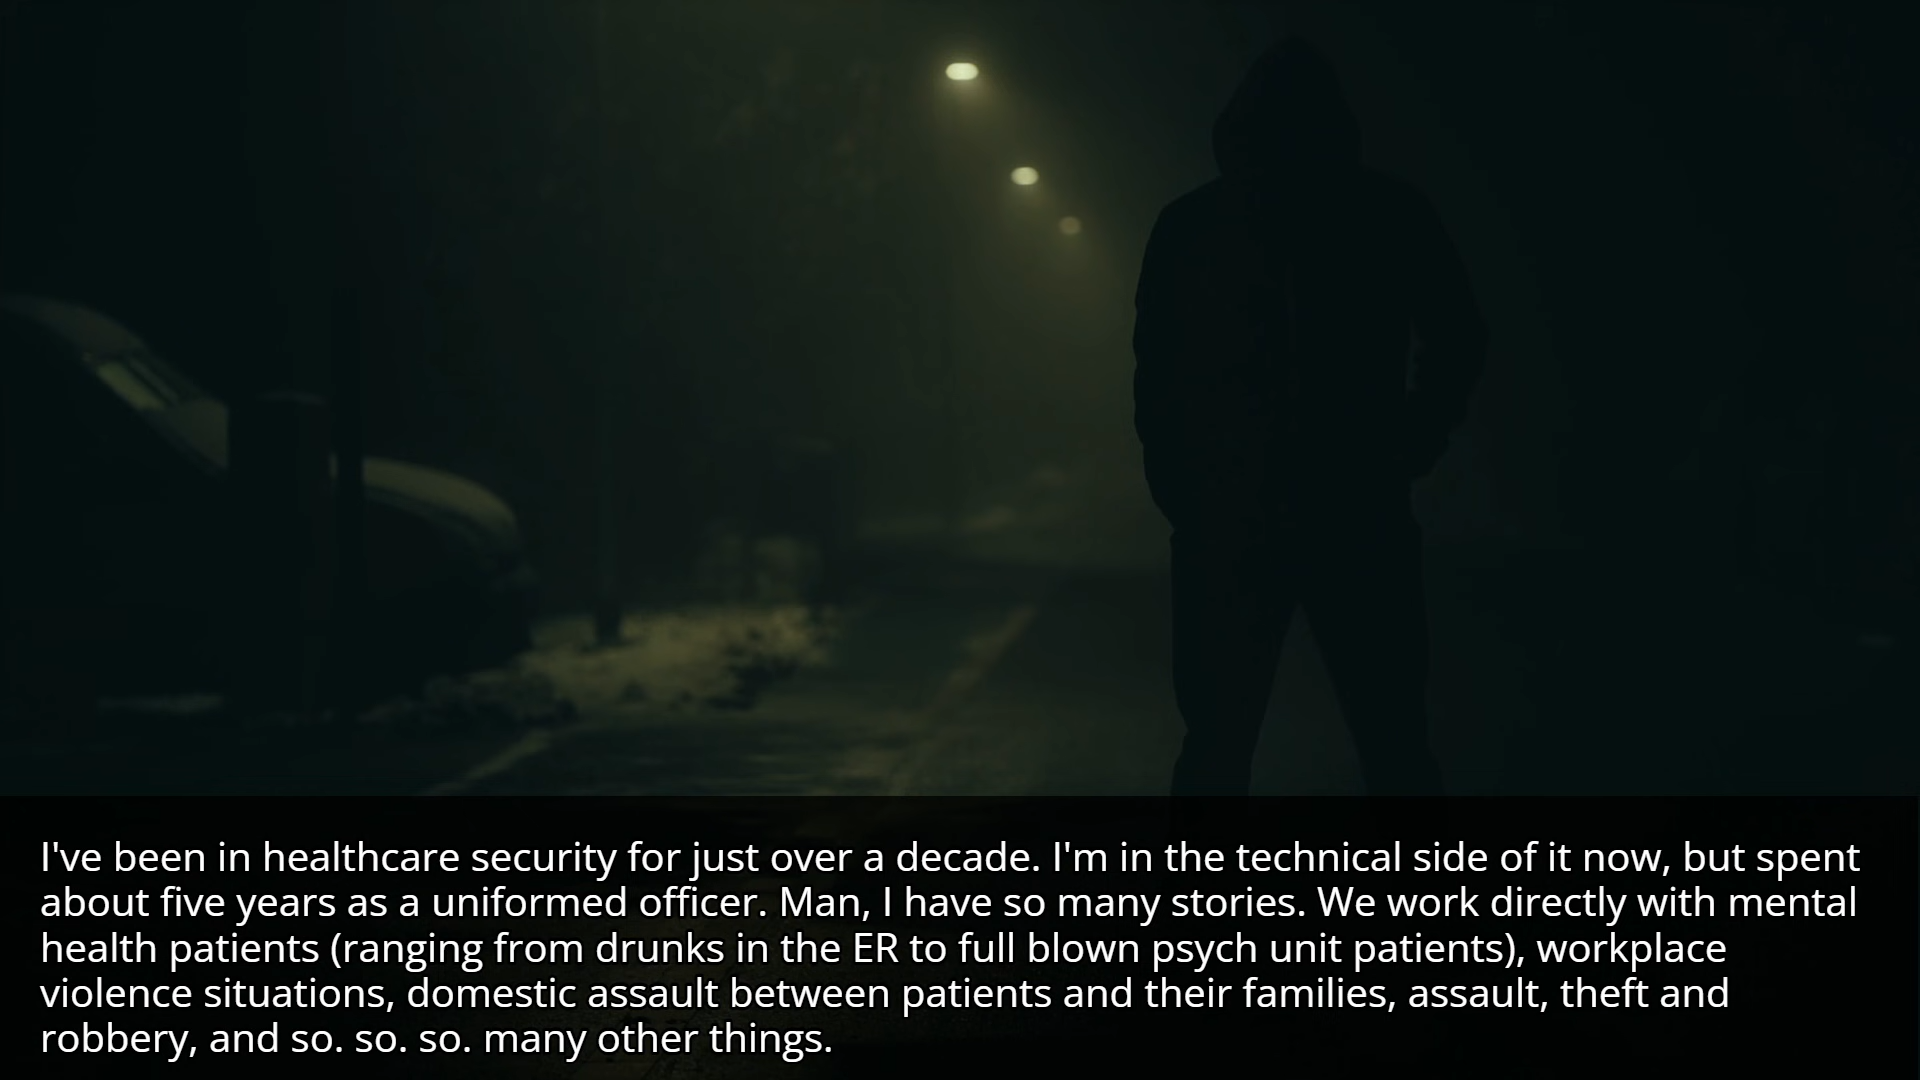 I've been in healthcare security for just over a decade. I'm in the technical side of it now, but spent
about five years as a uniformed officer. Man, I have so many stories. We work directly with mental
health patients (ranging from drunks in the ER to full blown psych unit patients), workplace
violence situations, domestic assault between patients and their families, assault, theft and
robbery, and so. so. so. many other things.